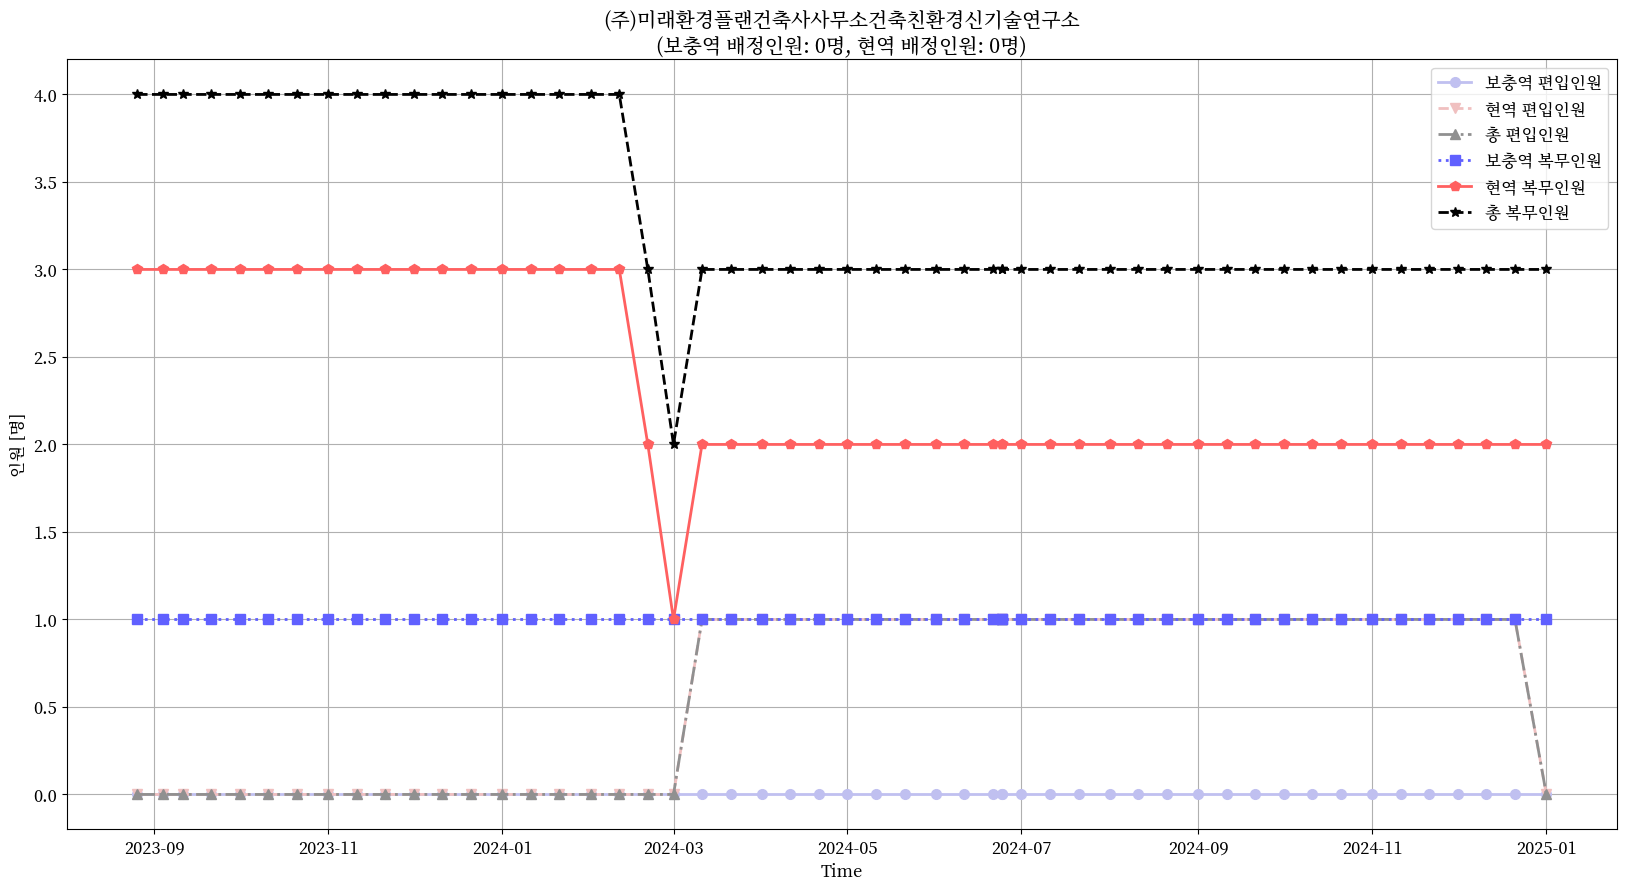 (주)미래환경플랜건축사사무소건축친환경신기술연구소
(보충역 배정인원: 0명, 현역 배정인원: 0명)
보충역 편입인원
현역 편입인원
총 편입인원
보충역 복무인원
현역 복무인원
총 복무인원
4.0
3.5
3.0
2.5
2.0
1.5
1.0
0.5
0.0
인원 [명]
2023-09 2023-11 2024-01 2024-03 2024-05 2024-07 2024-09 2024-11 2025-01
Time